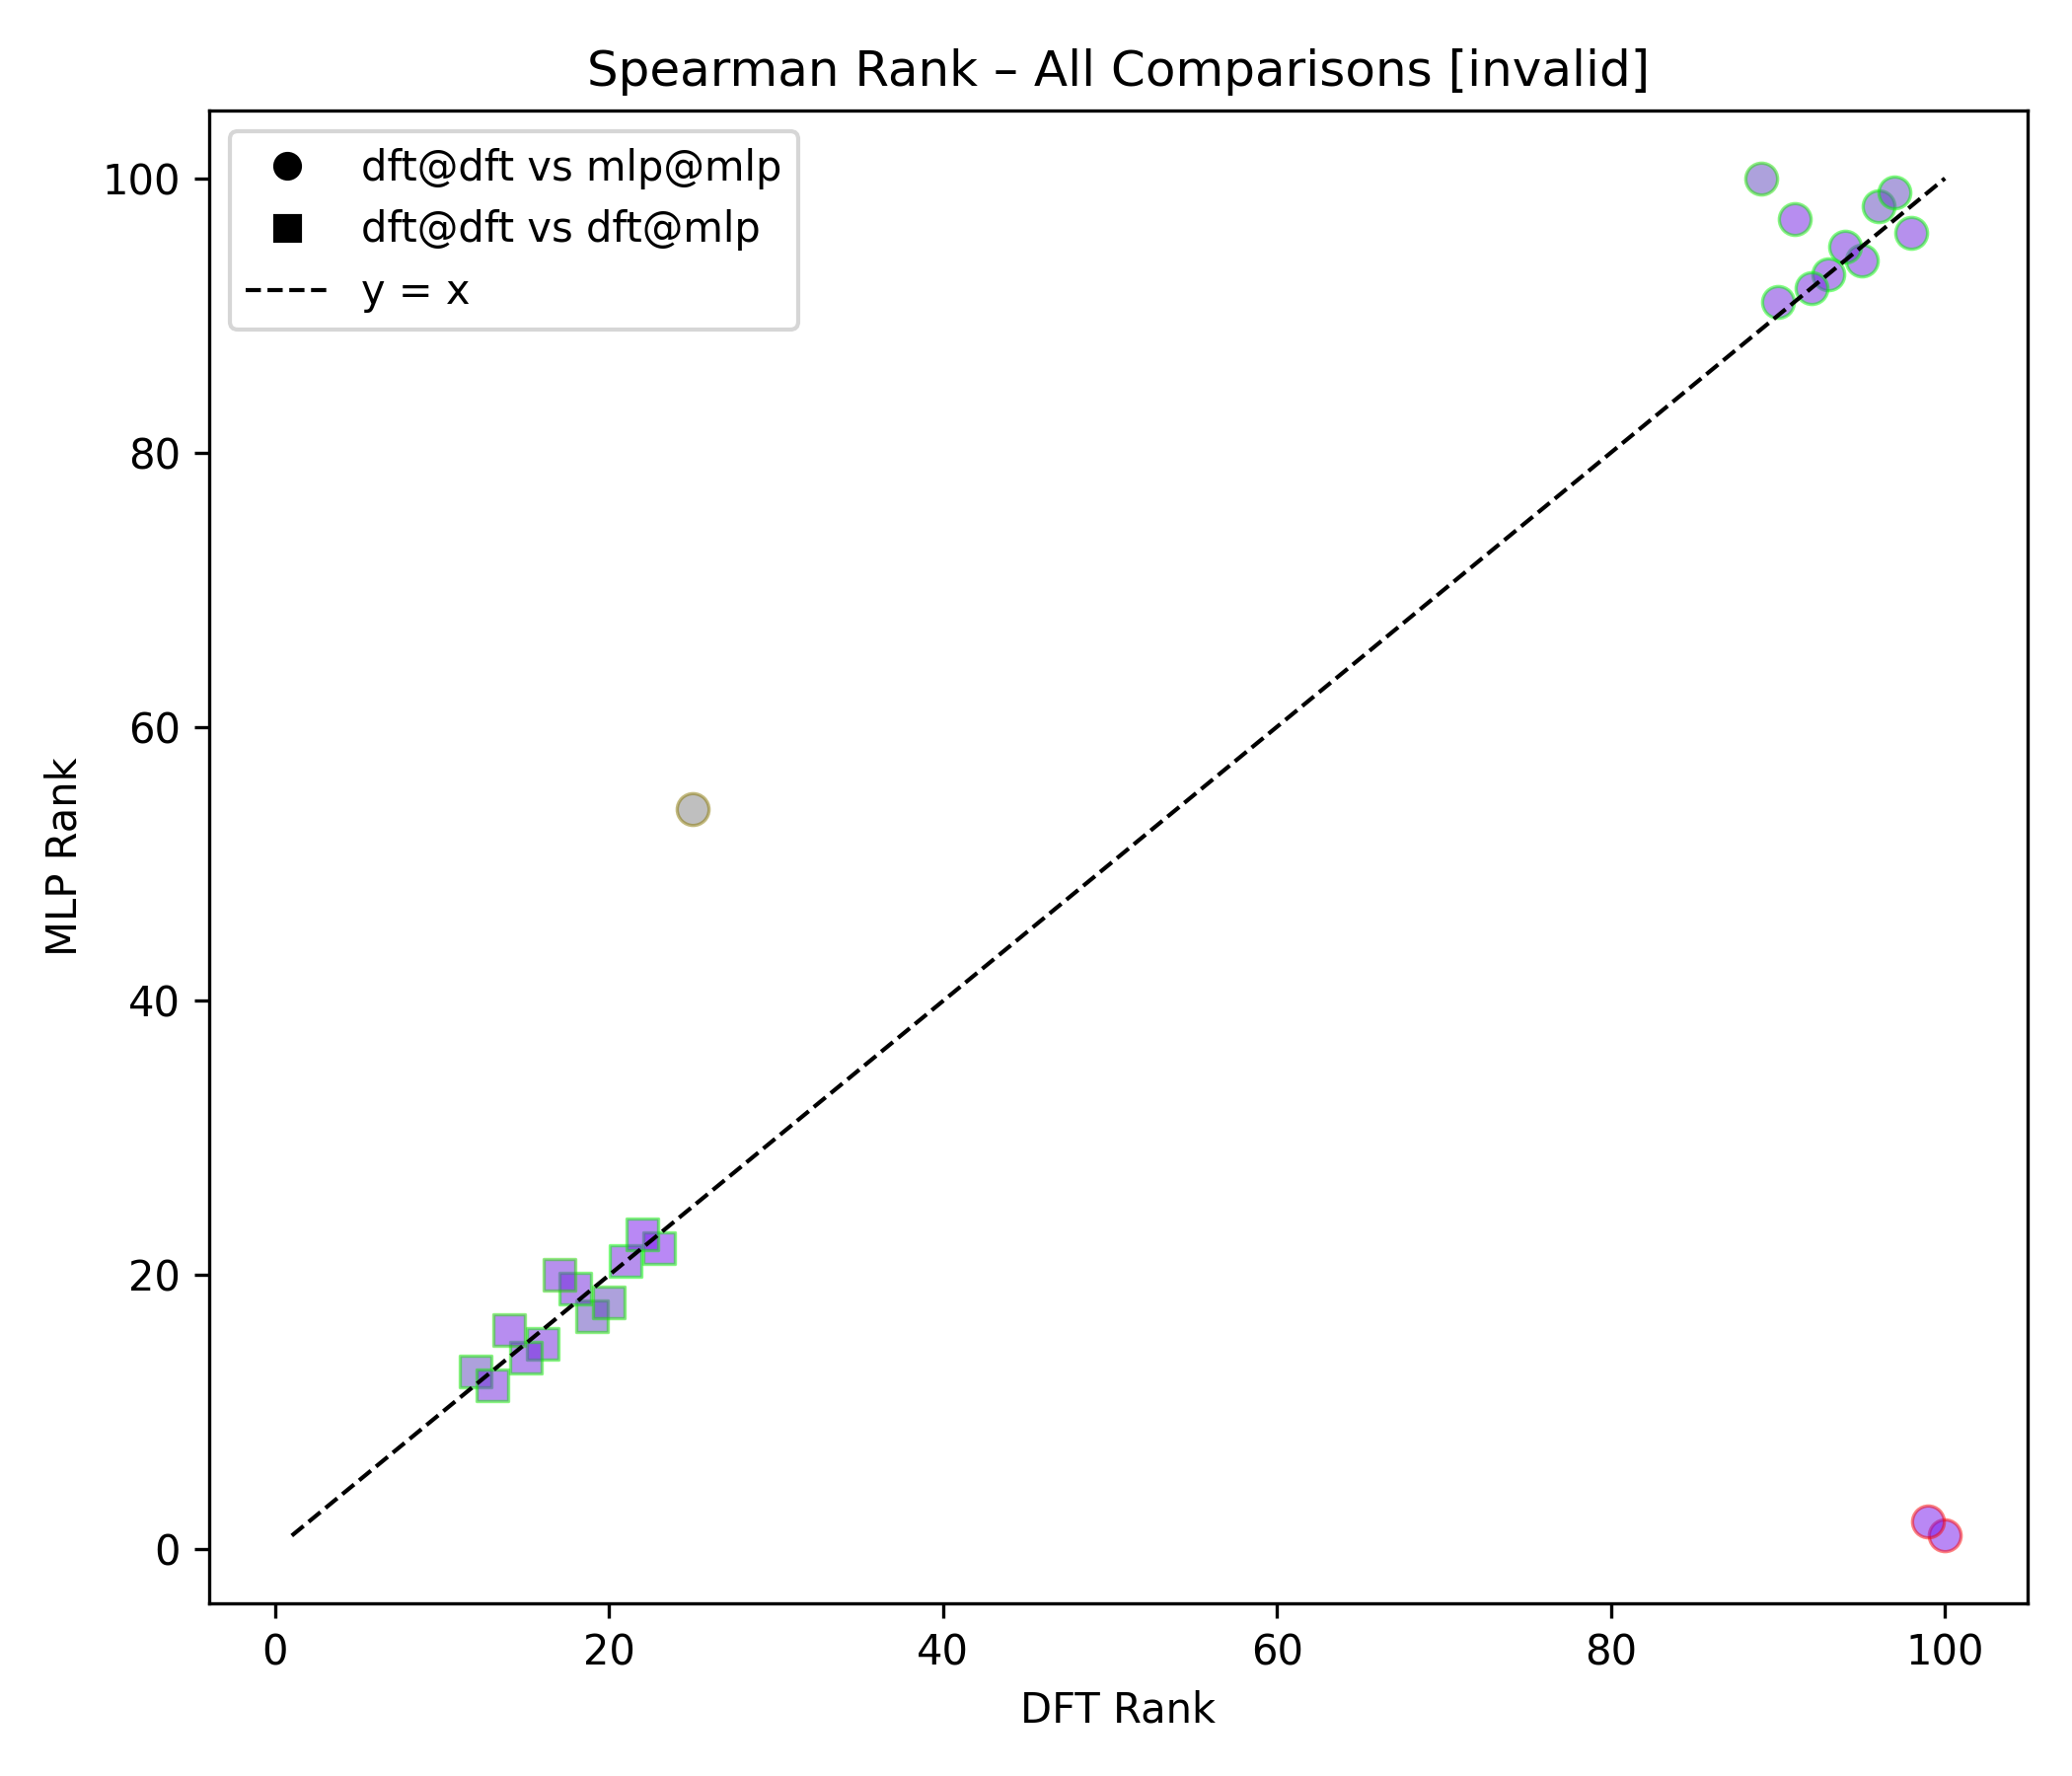 Spearman Rank – All Comparisons [invalid]
dft@dft vs mlp@mlp
dft@dft vs dft@mlp
y = x
MLP Rank
100
80
60
40
20
0
0 20 40 60 80 100
DFT Rank